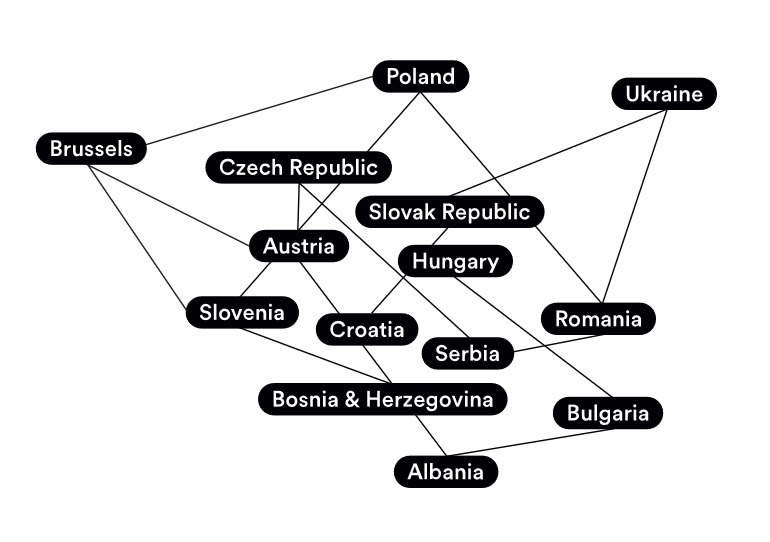 Poland
Ukraine
Brussels
Czech Republic
Slovak Republic
Austria
Hungary
Slovenia
Croatia
Romania
Serbia
Bosnia & Herzegovina
Bulgaria
Albania